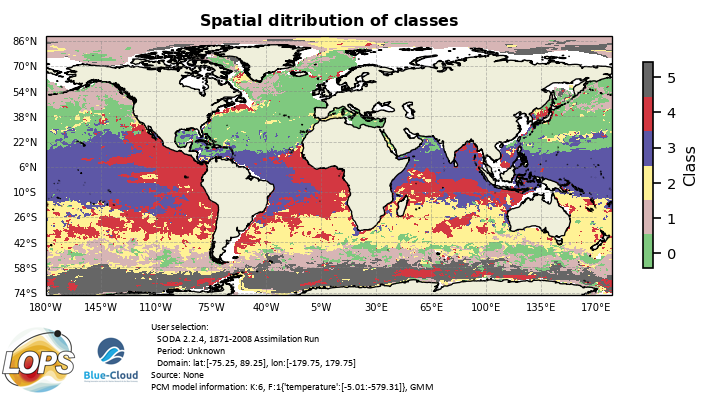 Spatial ditribution of classes
86°N
70°N
54°N
38°N
22°N
6°N
10°S
26°S
42°S
58°S
74°S
180°W 145°W 110°W 75°W 40°W 5°W 30°E 65°E 100°E 135°E 170°E
5
4
3
2
1
0
Class
LOPS
Blue-Cloud
User selection:
SODA 2.2.4, 1871-2008 Assimilation Run
Period: Unknown
Domain: lat:[-75.25, 89.25], lon:[-179.75, 179.75]
Source: None
PCM model information: K:6, F:1{'temperature':[-5.01:-579.31]}, GMM